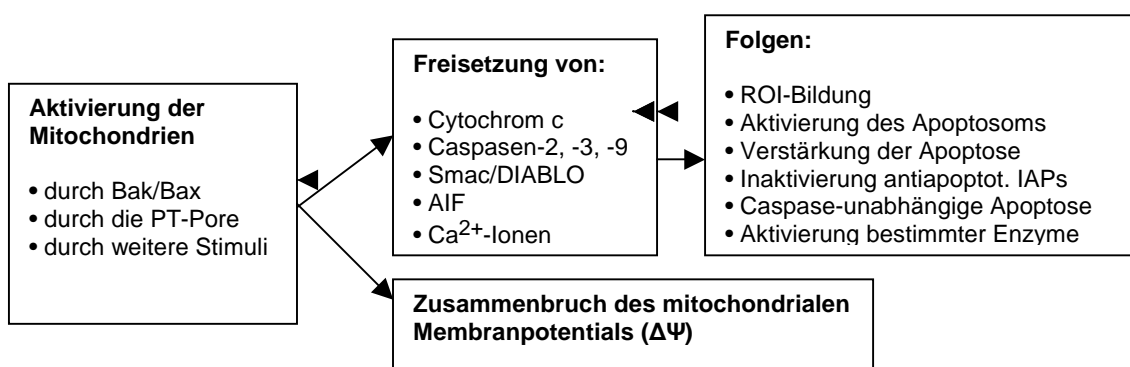 Aktivierung der
Mitochondrien
• durch Bak/Bax
• durch die PT-Pore
• durch weitere Stimuli
Freisetzung von:
• Cytochrom c
• Caspasen-2, -3, -9
• Smac/DIABLO
• AIF
• Ca²⁺-Ionen
Zusammenbruch des mitochondrialen
Membranpotentials (ΔΨ)
Folgen:
• ROI-Bildung
• Aktivierung des Apoptosoms
• Verstärkung der Apoptose
• Inaktivierung antiapoptot. IAPs
• Caspase-unabhängige Apoptose
• Aktivierung bestimmter Enzyme